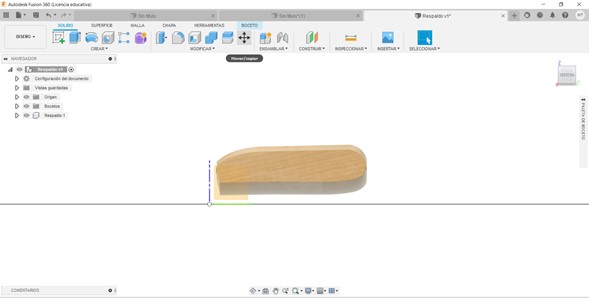 Autodesk Fusion 360 (Licencia educativa)
Sin título
Sin título*(1)
Respaldo v1*
SÓLIDO SUPERFICIE MALLA CHAPA HERRAMIENTAS BOCETO
DISEÑO
CREAR
MODIFICAR
ENSAMBLAR
CONSTRUIR
INSPECCIONAR
INSERTAR
SELECCIONAR
Mover/copiar
NAVEGADOR
Respaldo v1
Configuración del documento
Vistas guardadas
Origen
Bocetos
Respaldo:1
PALETA DE BOCETO
COMENTARIOS